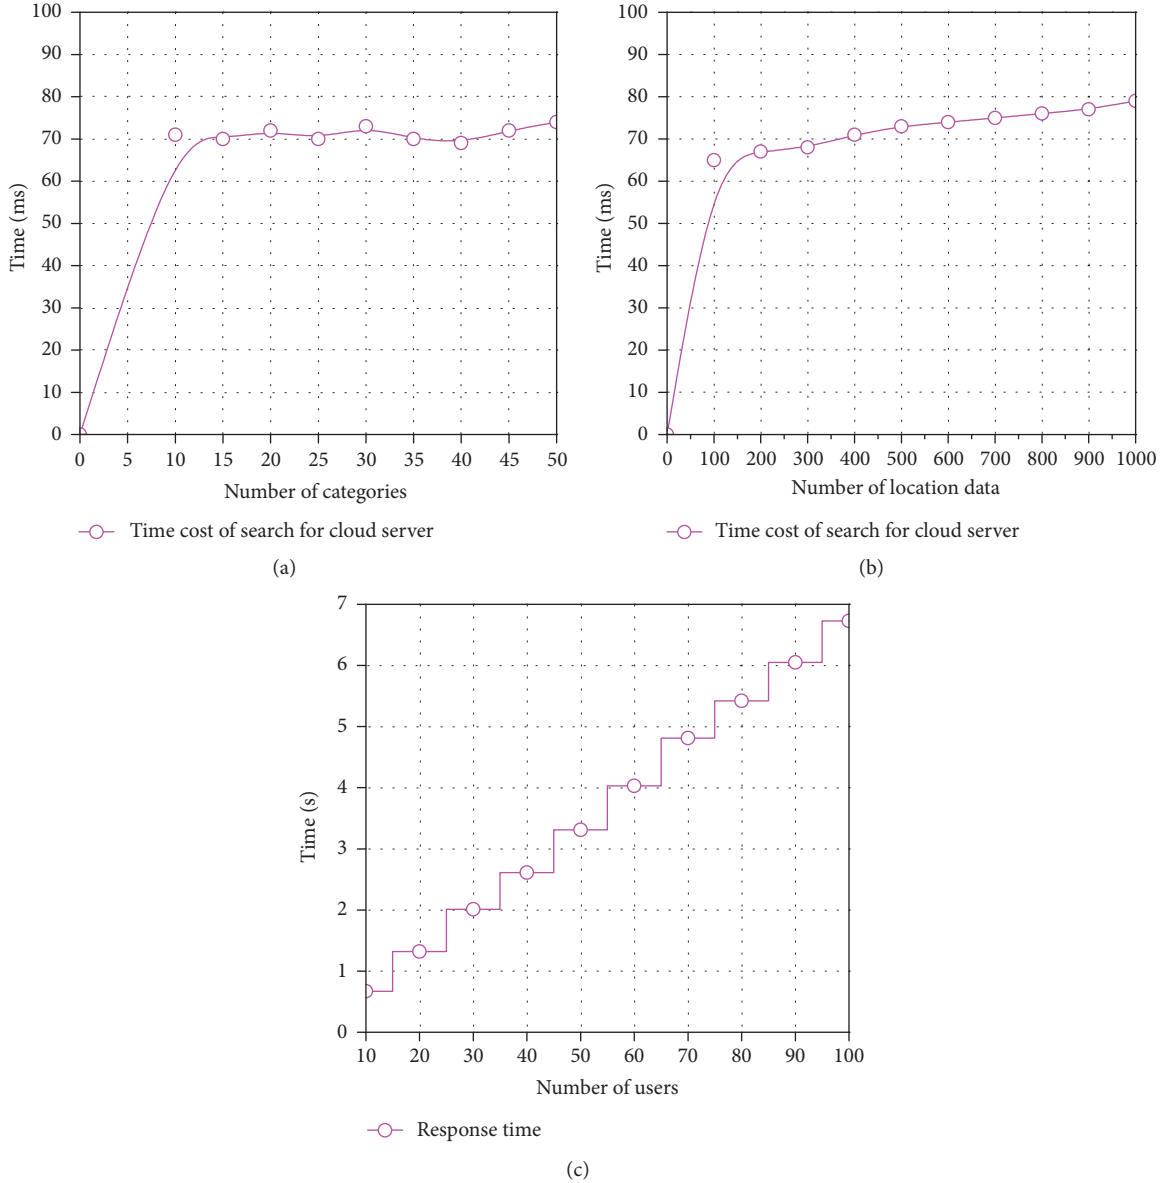 100
90
80
70
60
50
40
30
20
10
0
Time (ms)
0 5 10 15 20 25 30 35 40 45 50
Number of categories
Time cost of search for cloud server
(a)
100
90
80
70
60
50
40
30
20
10
0
Time (ms)
0 100 200 300 400 500 600 700 800 900 1000
Number of location data
Time cost of search for cloud server
(b)
7
6
5
4
3
2
1
0
Time (s)
10 20 30 40 50 60 70 80 90 100
Number of users
Response time
(c)